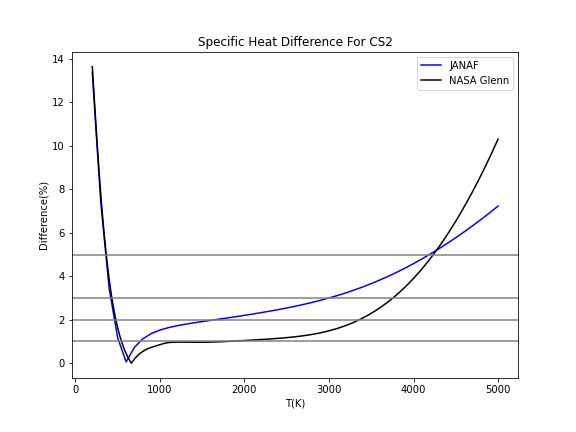 Specific Heat Difference For CS2
14
12
10
8
6
4
2
0
Difference(%)
JANAF
NASA Glenn
0 1000 2000 3000 4000 5000
T(K)